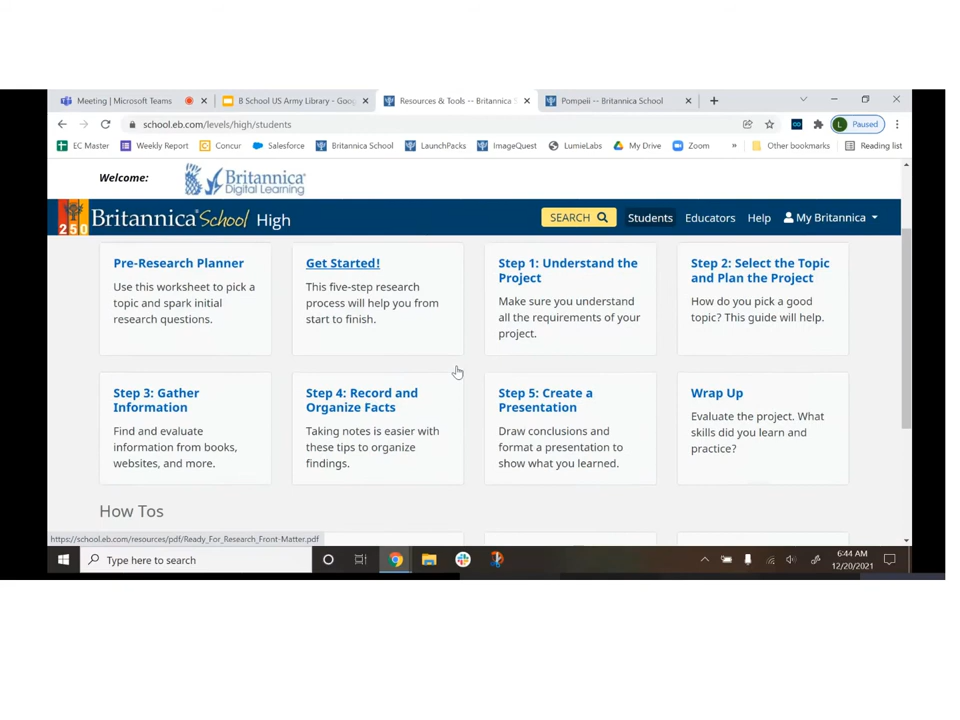 Meeting | Microsoft Teams
B School US Army Library - Goog
Resources & Tools -- Britannica S
Pompeii -- Britannica School
school.eb.com/levels/high/students
Paused
EC Master
Weekly Report
Concur
Salesforce
Britannica School
LaunchPacks
ImageQuest
LumieLabs
My Drive
Zoom
»
Other bookmarks
Reading list
Welcome:
Britannica
Digital Learning
250
Britannica School High
SEARCH
Students
Educators
Help
My Britannica
Pre-Research Planner
Use this worksheet to pick a
topic and spark initial
research questions.
Get Started!
This five-step research
process will help you from
start to finish.
Step 1: Understand the
Project
Make sure you understand
all the requirements of your
project.
Step 2: Select the Topic
and Plan the Project
How do you pick a good
topic? This guide will help.
Step 3: Gather
Information
Find and evaluate
information from books,
websites, and more.
Step 4: Record and
Organize Facts
Taking notes is easier with
these tips to organize
findings.
Step 5: Create a
Presentation
Draw conclusions and
format a presentation to
show what you learned.
Wrap Up
Evaluate the project. What
skills did you learn and
practice?
How Tos
https://school.eb.com/resources/pdf/Ready_For_Research_Front-Matter.pdf
Type here to search
6:44 AM
12/20/2021